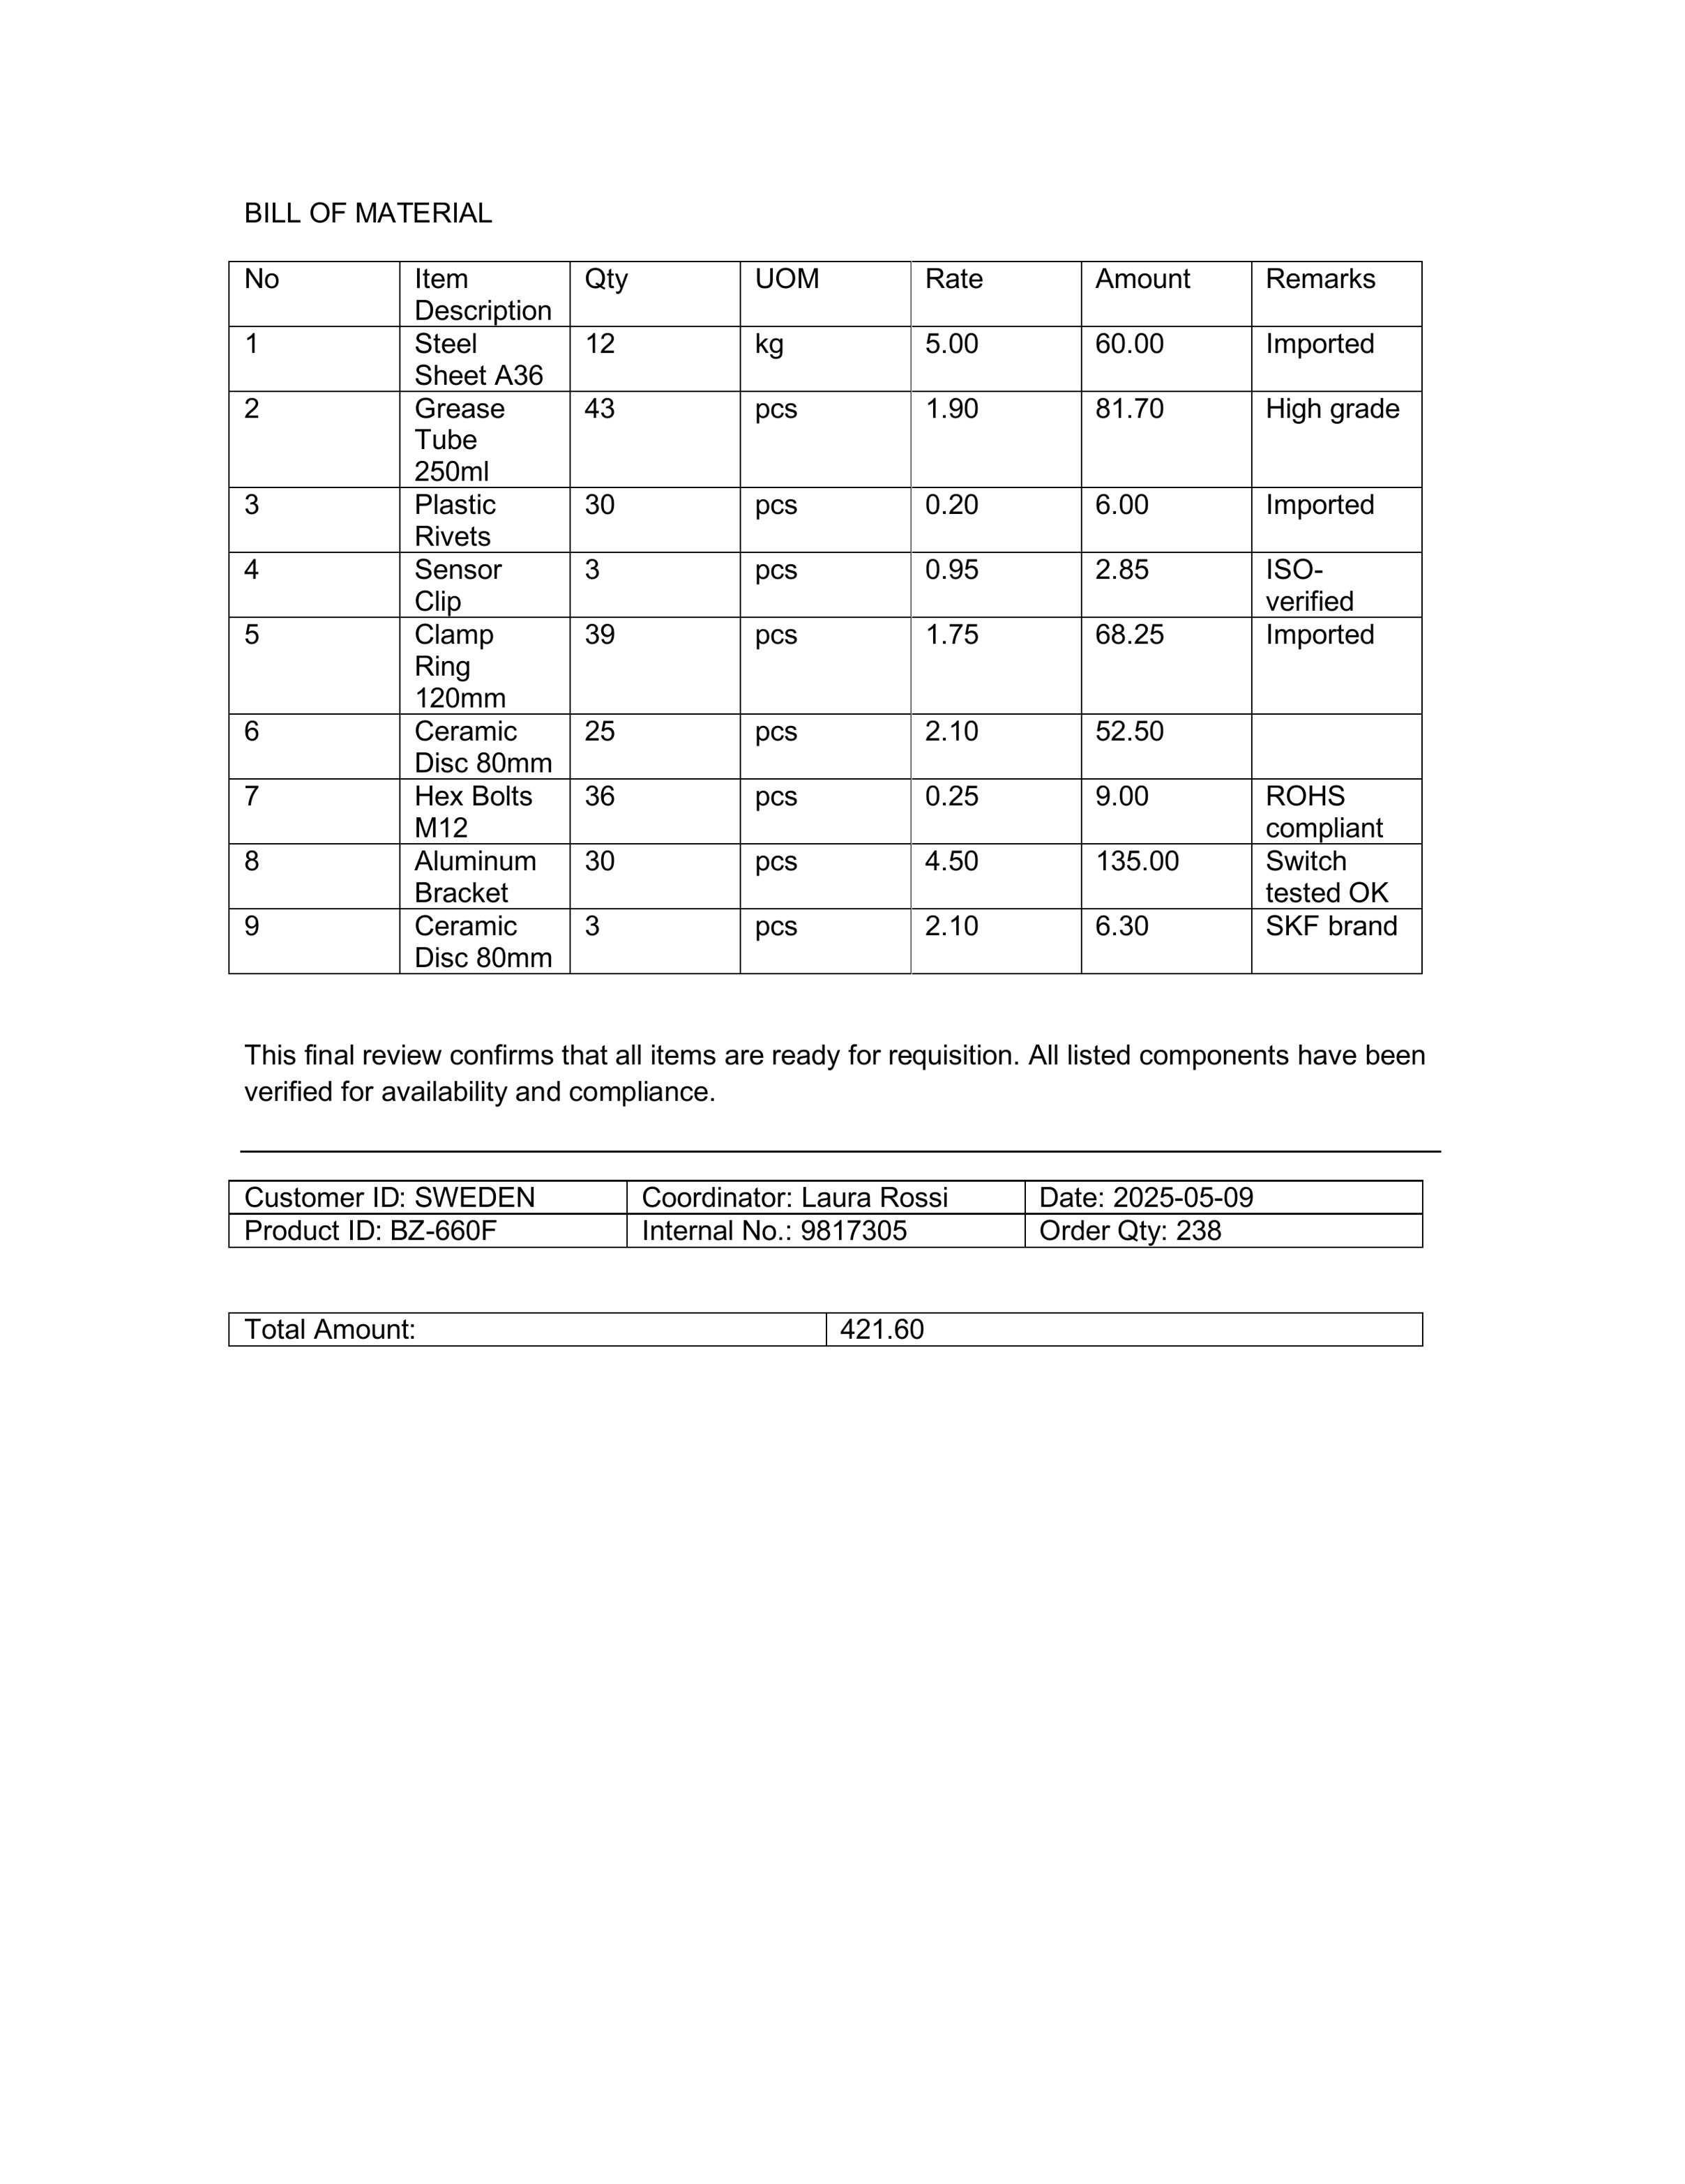 BILL OF MATERIAL
No Item Description Qty UOM Rate Amount Remarks
1 Steel Sheet A36 12 kg 5.00 60.00 Imported
2 Grease Tube 250ml 43 pcs 1.90 81.70 High grade
3 Plastic Rivets 30 pcs 0.20 6.00 Imported
4 Sensor Clip 3 pcs 0.95 2.85 ISO-verified
5 Clamp Ring 120mm 39 pcs 1.75 68.25 Imported
6 Ceramic Disc 80mm 25 pcs 2.10 52.50
7 Hex Bolts M12 36 pcs 0.25 9.00 ROHS compliant
8 Aluminum Bracket 30 pcs 4.50 135.00 Switch tested OK
9 Ceramic Disc 80mm 3 pcs 2.10 6.30 SKF brand
This final review confirms that all items are ready for requisition. All listed components have been
verified for availability and compliance.
Customer ID: SWEDEN Coordinator: Laura Rossi Date: 2025-05-09
Product ID: BZ-660F Internal No.: 9817305 Order Qty: 238
Total Amount: 421.60